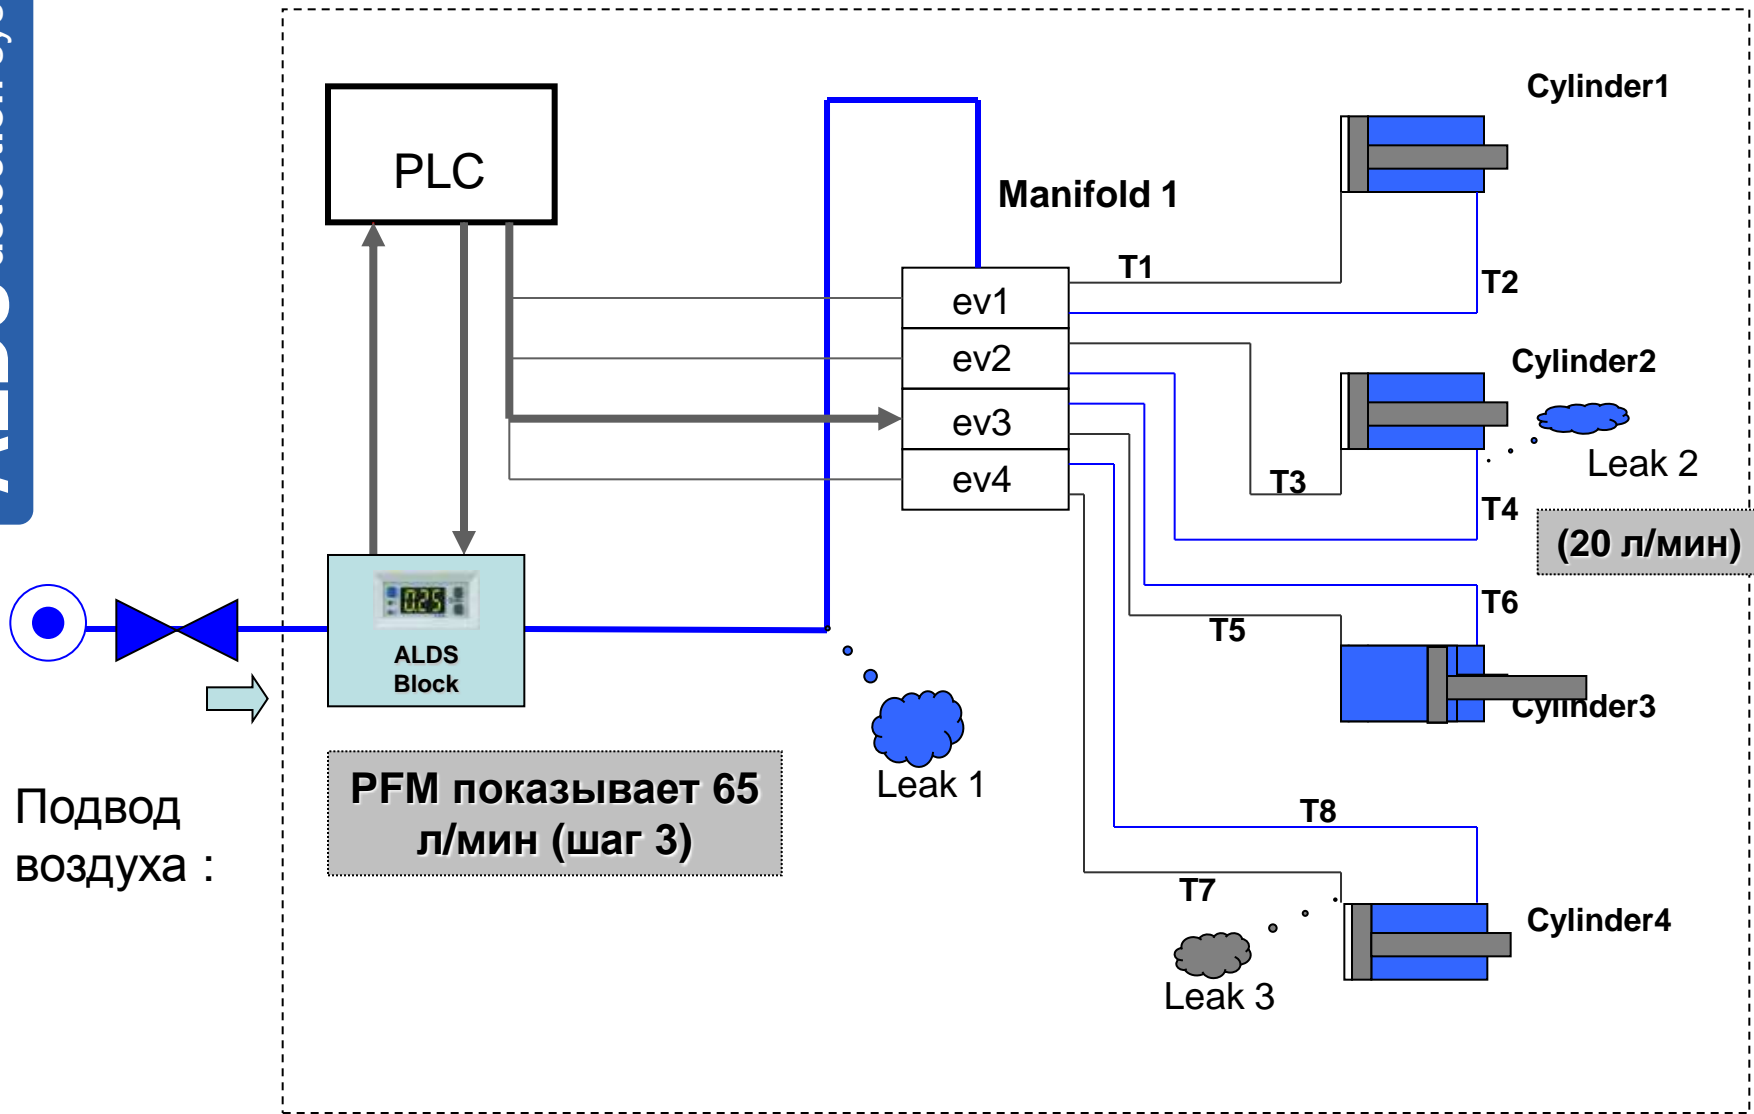 PLC
Cylinder1
Manifold 1
T1
T2
ev1
ev2
ev3
ev4
Cylinder2
Leak 2
T3
T4
(20 л/мин)
T6
T5
Cylinder3
ALDS
Block
Leak 1
PFM показывает 65
л/мин (шаг 3)
Подвод
воздуха :
T8
T7
Cylinder4
Leak 3